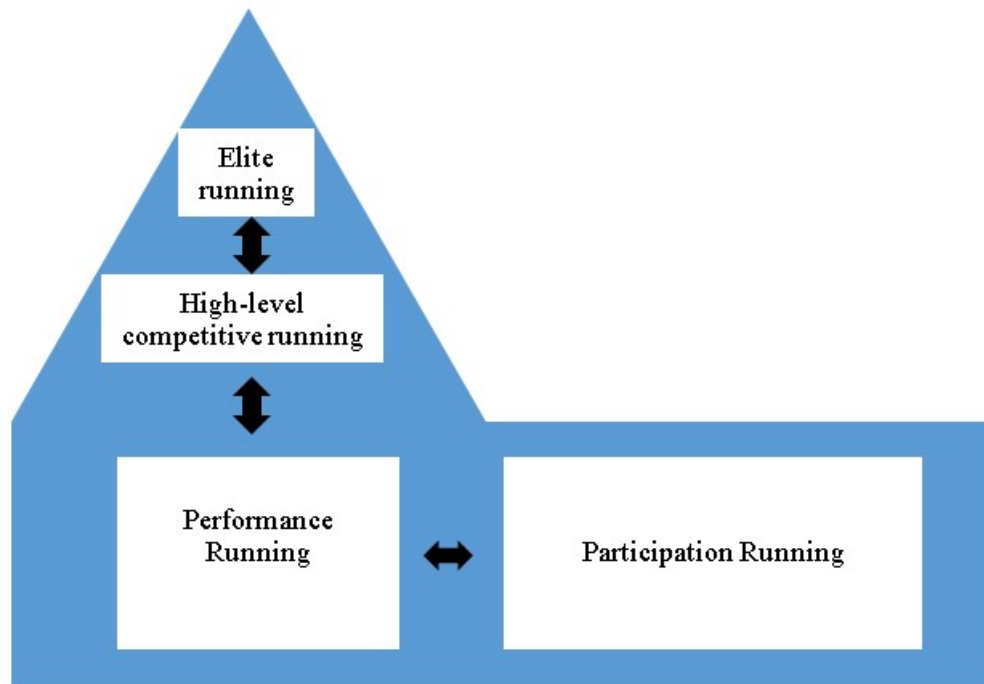 Elite
running
High-level
competitive running
Performance
Running
Participation Running